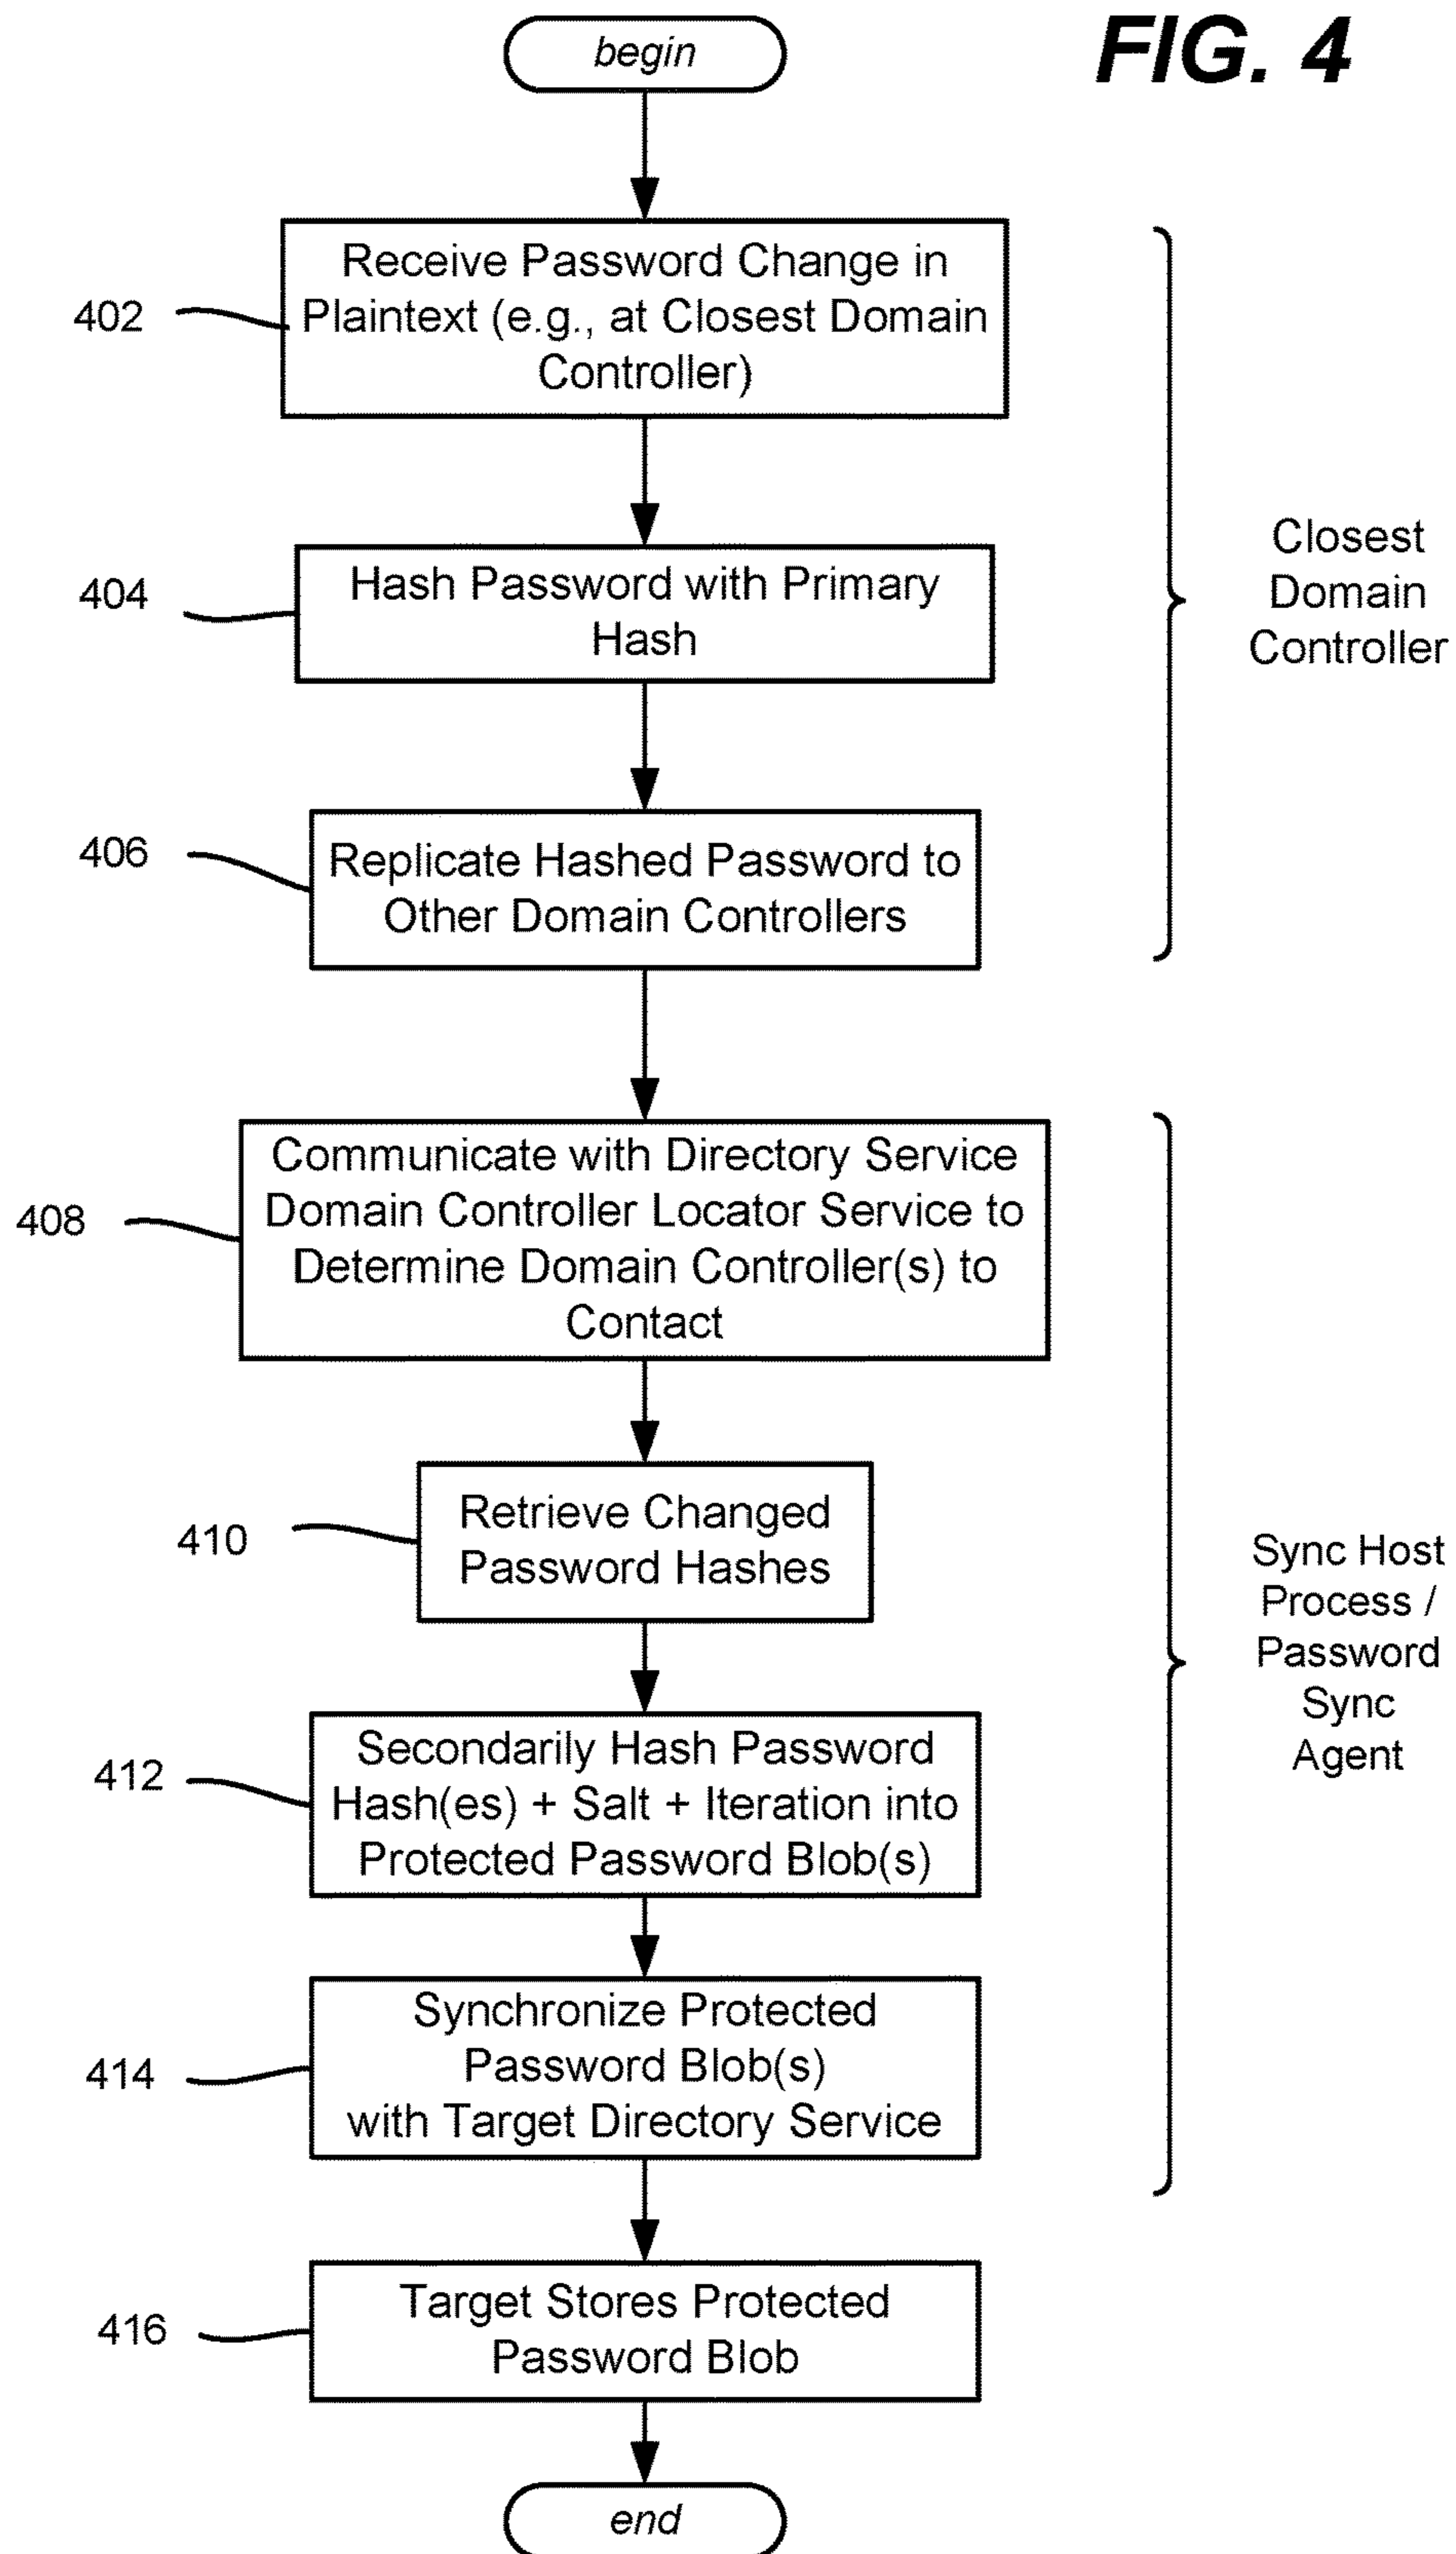 FIG. 4
begin
402
Receive Password Change in
Plaintext (e.g., at Closest Domain
Controller)
404
Hash Password with Primary
Hash
406
Replicate Hashed Password to
Other Domain Controllers
Closest
Domain
Controller
408
Communicate with Directory Service
Domain Controller Locator Service to
Determine Domain Controller(s) to
Contact
410
Retrieve Changed
Password Hashes
412
Secondarily Hash Password
Hash(es) + Salt + Iteration into
Protected Password Blob(s)
414
Synchronize Protected
Password Blob(s)
with Target Directory Service
Sync Host
Process /
Password
Sync
Agent
416
Target Stores Protected
Password Blob
end